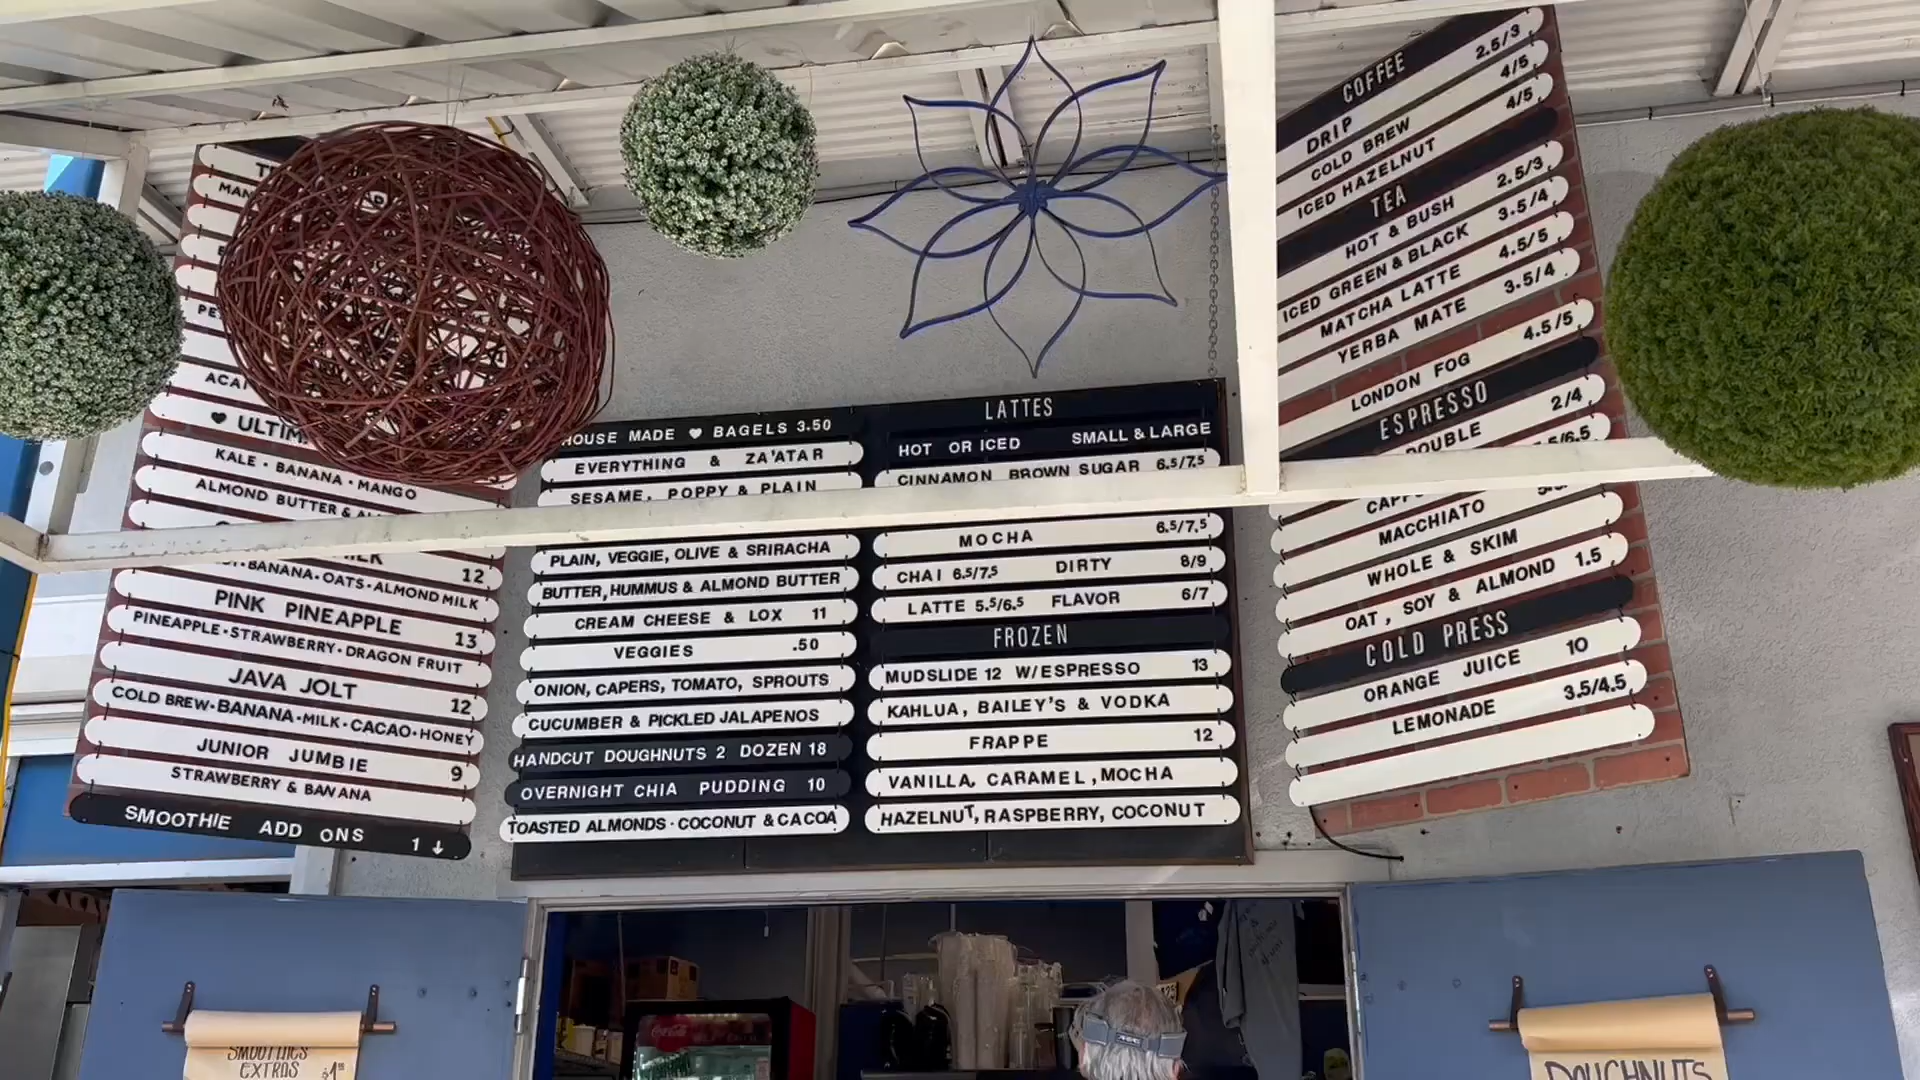 ACAI
♥ ULTIM
KALE • BANANA • MANGO
ALMOND BUTTER &
12
BANANA • OATS • ALMOND MILK
PINK PINEAPPLE 13
PINEAPPLE • STRAWBERRY • DRAGON FRUIT
JAVA JOLT 12
COLD BREW • BANANA • MILK • CACAO • HONEY
JUNIOR JUMBIE 9
STRAWBERRY & BANANA
SMOOTHIE ADD ONS 1 ↓
HOUSE MADE ♥ BAGELS 3.50
EVERYTHING & ZA'ATAR
SESAME, POPPY & PLAIN
PLAIN, VEGGIE, OLIVE & SRIRACHA
BUTTER, HUMMUS & ALMOND BUTTER
CREAM CHEESE & LOX 11
VEGGIES .50
ONION, CAPERS, TOMATO, SPROUTS
CUCUMBER & PICKLED JALAPENOS
HANDCUT DOUGHNUTS 2 DOZEN 18
OVERNIGHT CHIA PUDDING 10
TOASTED ALMONDS • COCONUT & CACOA
LATTES
HOT OR ICED SMALL & LARGE
CINNAMON BROWN SUGAR 6.5/7.5
MOCHA 6.5/7.5
CHAI 6.5/7.5 DIRTY 8/9
LATTE 5.5/6.5 FLAVOR 6/7
FROZEN
MUDSLIDE 12 W/ESPRESSO 13
KAHLUA, BAILEY'S & VODKA
FRAPPE 12
VANILLA, CARAMEL, MOCHA
HAZELNUT, RASPBERRY, COCONUT
COFFEE
DRIP 2.5/3
COLD BREW 4/5
ICED HAZELNUT 4/5
TEA
HOT & BUSH 2.5/3
ICED GREEN & BLACK 3.5/4
MATCHA LATTE 4.5/5
YERBA MATE 3.5/4
LONDON FOG 4.5/5
ESPRESSO
DOUBLE 2/4
MACCHIATO
WHOLE & SKIM
OAT, SOY & ALMOND 1.5
COLD PRESS
ORANGE JUICE 10
LEMONADE 3.5/4.5
SMOOTHIES
EXTRAS
Coca-Cola
DOUGHNUTS